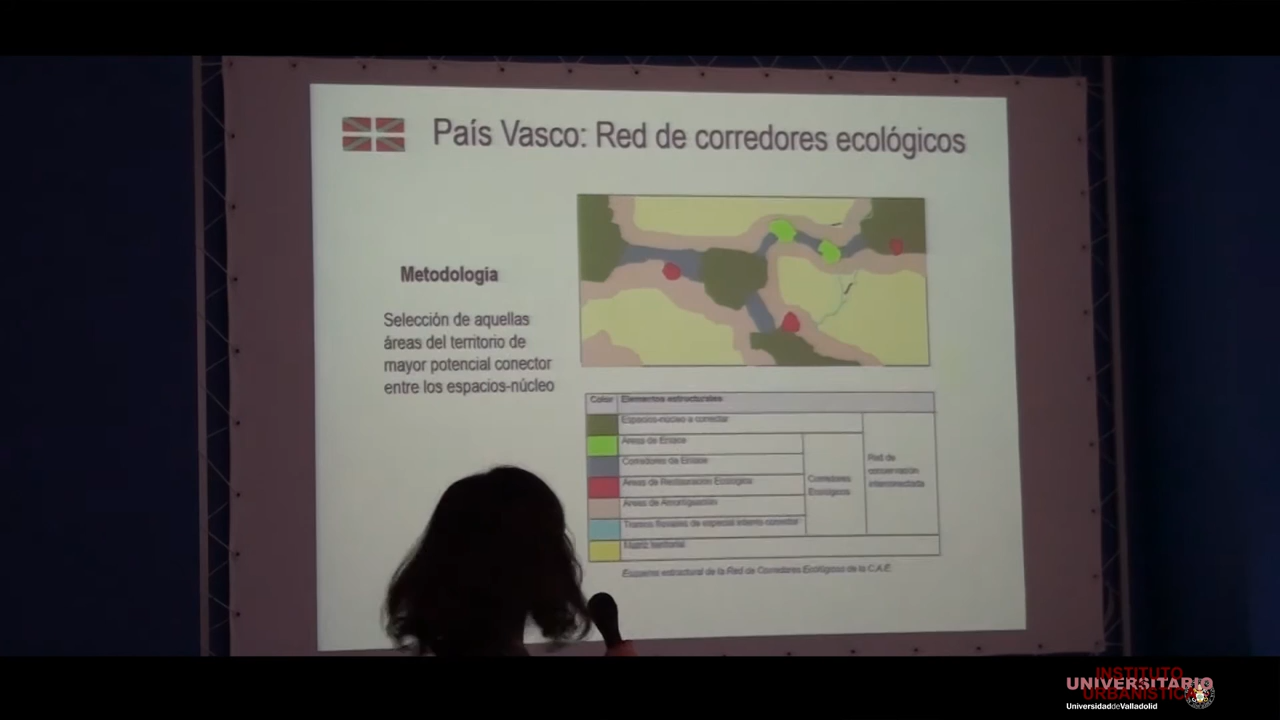 País Vasco: Red de corredores ecológicos
Metodología
Selección de aquellas
áreas del territorio de
mayor potencial conector
entre los espacios-núcleo
Color Elementos estructurales
Espacios-núcleo a conectar
Áreas de Enlace
Corredores de Enlace
Áreas de Restauración Ecológica
Áreas de Amortiguación
Tramos fluviales de especial interés conector
Matriz territorial
Corredores
Ecológicos
Red de
conservación
interconectada
Esquema estructural de la Red de Corredores Ecológicos de la C.A.E.
INSTITUTO
UNIVERSITARIO
URBANÍSTICA
UniversidaddeValladolid